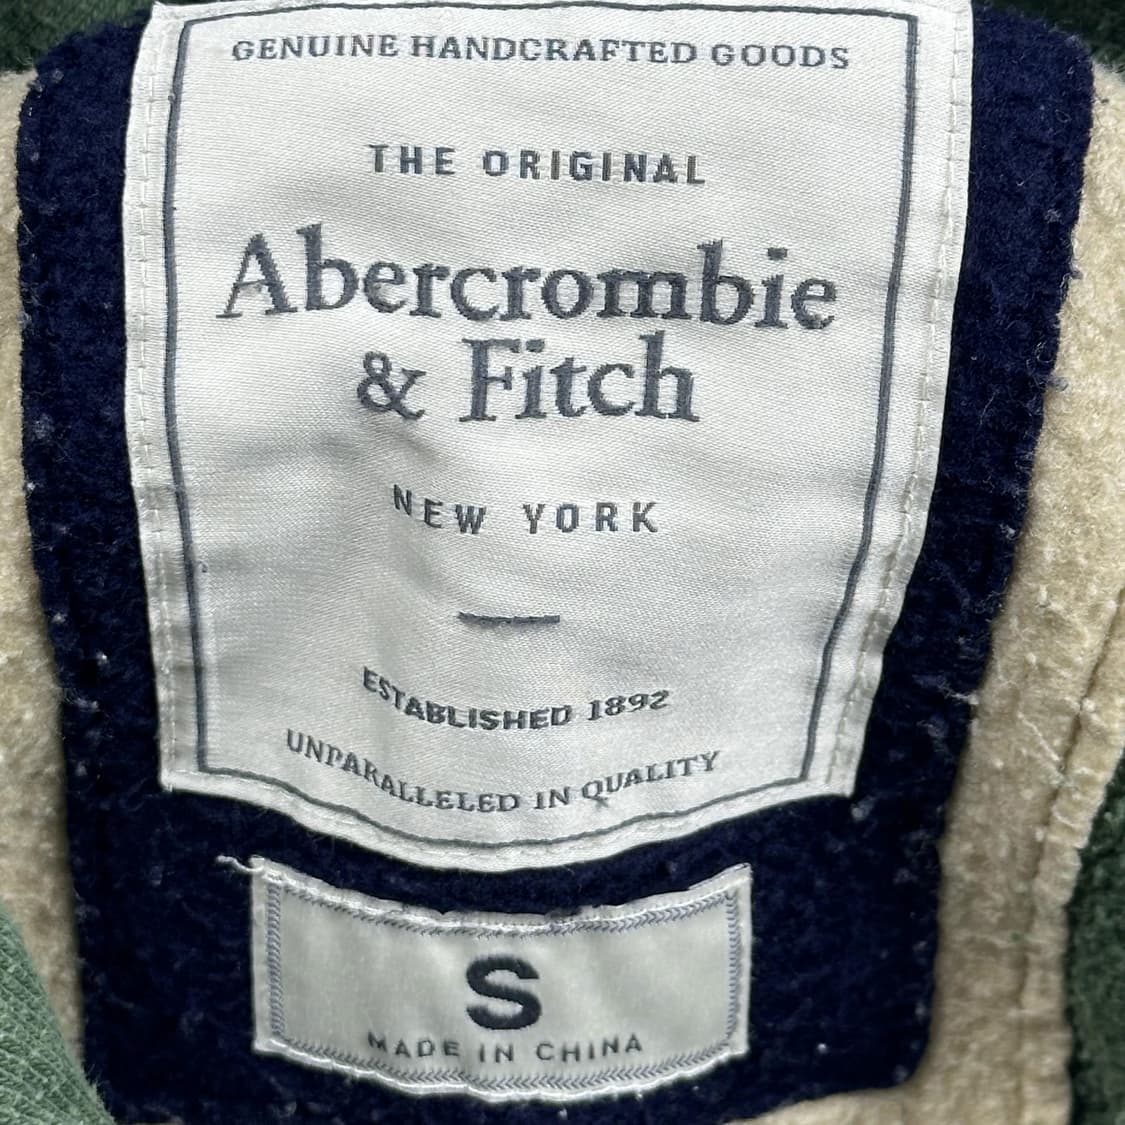 GENUINE HANDCRAFTED GOODS
THE ORIGINAL
Abercrombie
& Fitch
NEW YORK
ESTABLISHED 1892
UNPARALLELED IN QUALITY
S
MADE IN CHINA